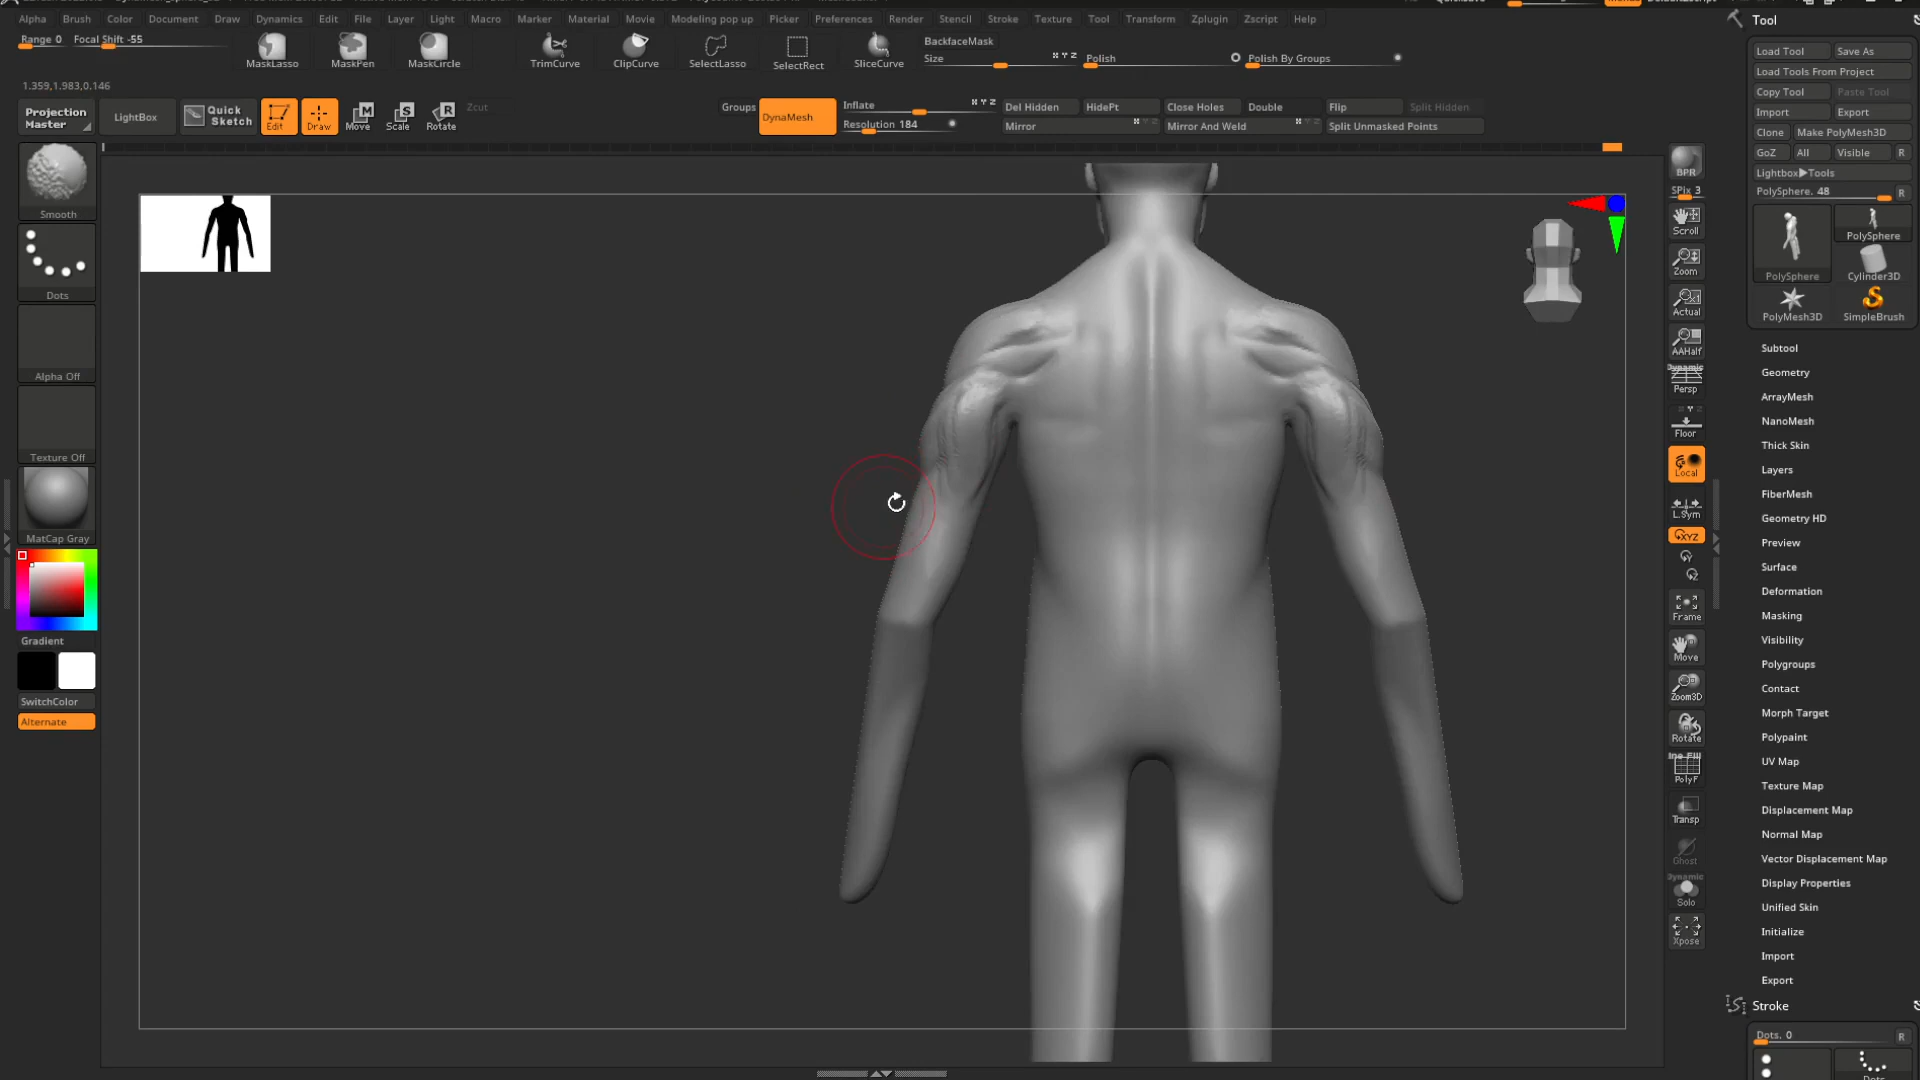 Alpha Brush Color Document Draw Dynamics Edit File Layer Light Macro Marker Material Movie Modeling pop up Picker Preferences Render Stencil Stroke Texture Tool Transform Zplugin Zscript Help
Range 0 Focal Shift -55
MaskLasso MaskPen MaskCircle TrimCurve ClipCurve SelectLasso SelectRect SliceCurve
BackfaceMask
Size X Y Z Polish Polish By Groups
1.359,1.983,0.146
Projection Master
LightBox
Quick Sketch
Edit Draw Move Scale Rotate
Zcut
Groups DynaMesh Inflate X Y Z
Resolution 184
Del Hidden HidePt Close Holes Double Flip Split Hidden
Mirror Mirror And Weld Split Unmasked Points
Smooth
Dots
Alpha Off
Texture Off
MatCap Gray
Gradient
SwitchColor
Alternate
BPR
SPix 3
Scroll
Zoom
Actual
AAHalf
Dynamic
Persp
Floor
Local
L.Sym
XYZ
Y
Z
Frame
Move
Zoom3D
Rotate
PolyF
Transp
Ghost
Dynamic
Solo
Xpose
Tool
Load Tool Save As
Load Tools From Project
Copy Tool Paste Tool
Import Export
Clone Make PolyMesh3D
GoZ All Visible R
Lightbox▶Tools
PolySphere. 48 R
PolySphere
PolySphere
Cylinder3D
PolyMesh3D
SimpleBrush
Subtool
Geometry
ArrayMesh
NanoMesh
Thick Skin
Layers
FiberMesh
Geometry HD
Preview
Surface
Deformation
Masking
Visibility
Polygroups
Contact
Morph Target
Polypaint
UV Map
Texture Map
Displacement Map
Normal Map
Vector Displacement Map
Display Properties
Unified Skin
Initialize
Import
Export
Stroke
Dots. 0 R